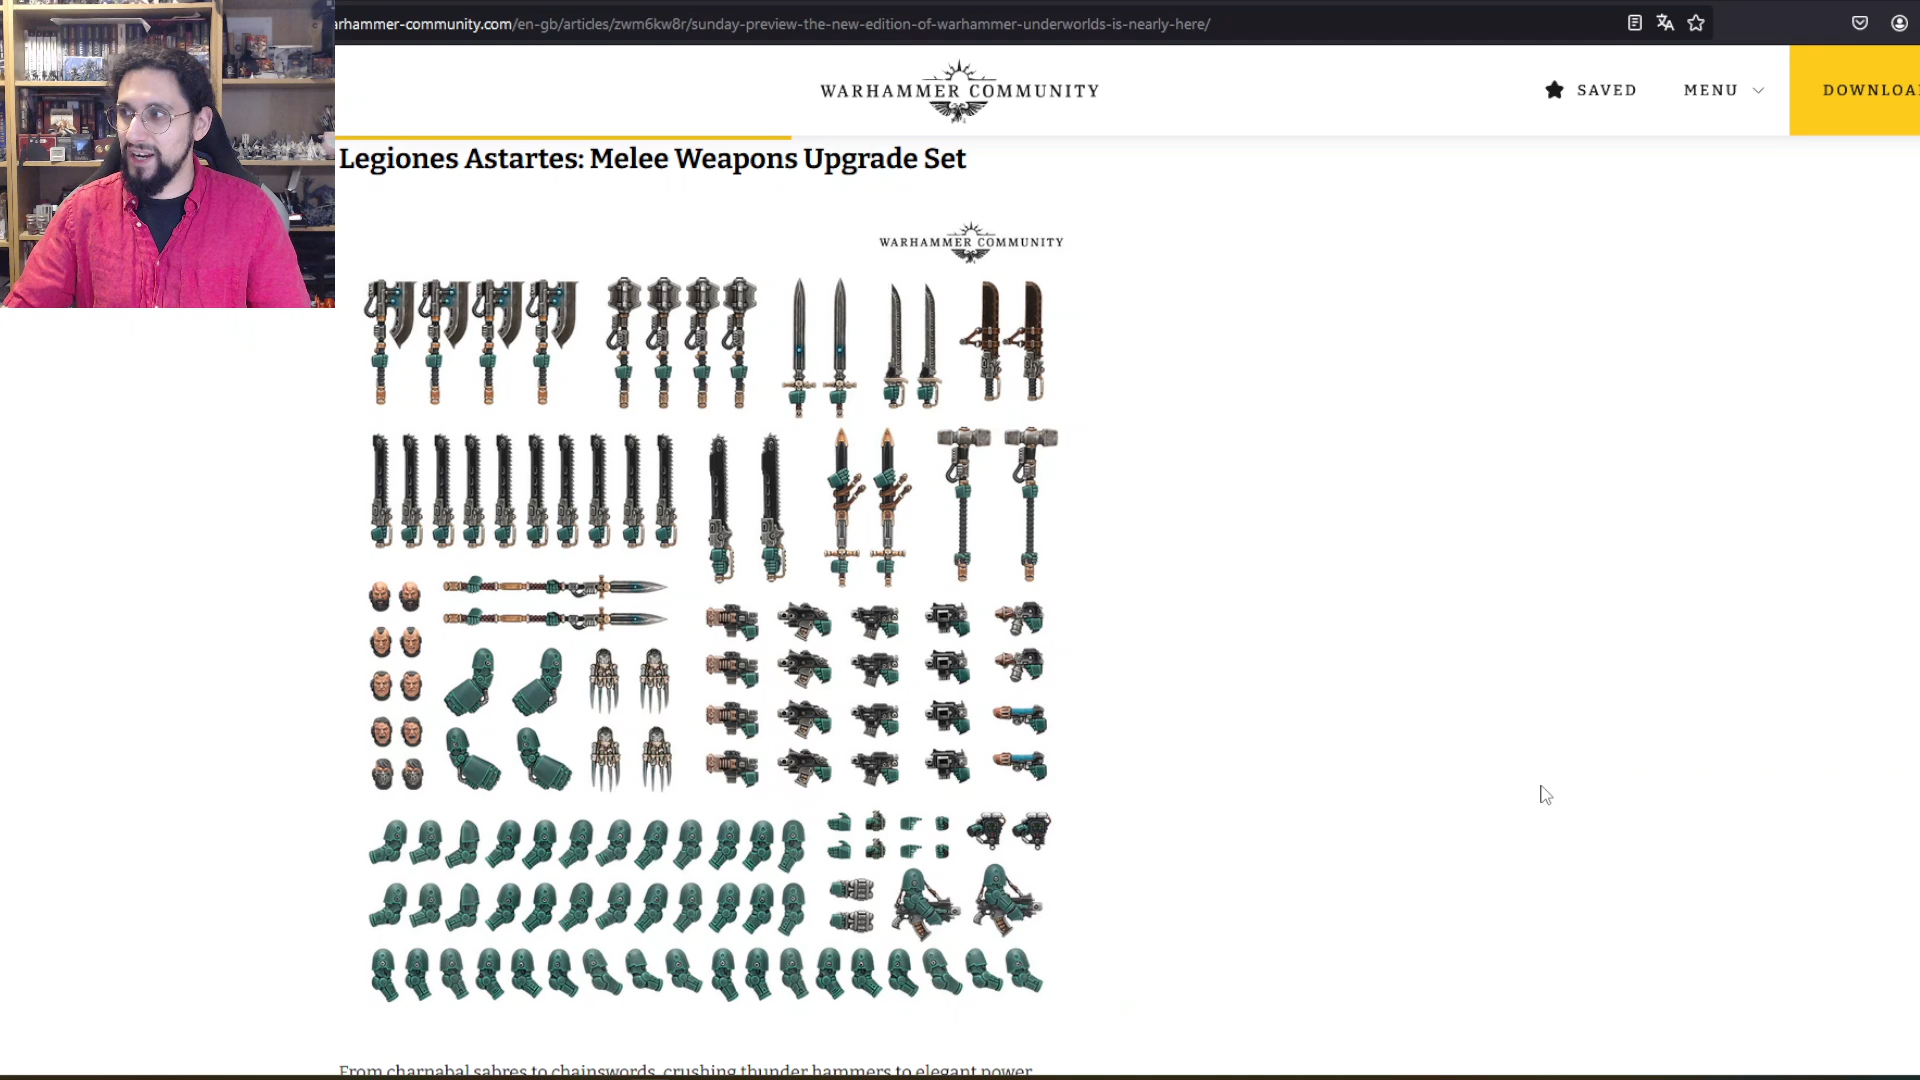 rhammer-community.com/en-gb/articles/zwm6kw8r/sunday-preview-the-new-edition-of-warhammer-underworlds-is-nearly-here/
WARHAMMER COMMUNITY
SAVED
MENU
DOWNLOA
Legiones Astartes: Melee Weapons Upgrade Set
WARHAMMER COMMUNITY
From charnabal sabres to chainswords, crushing thunder hammers to elegant power